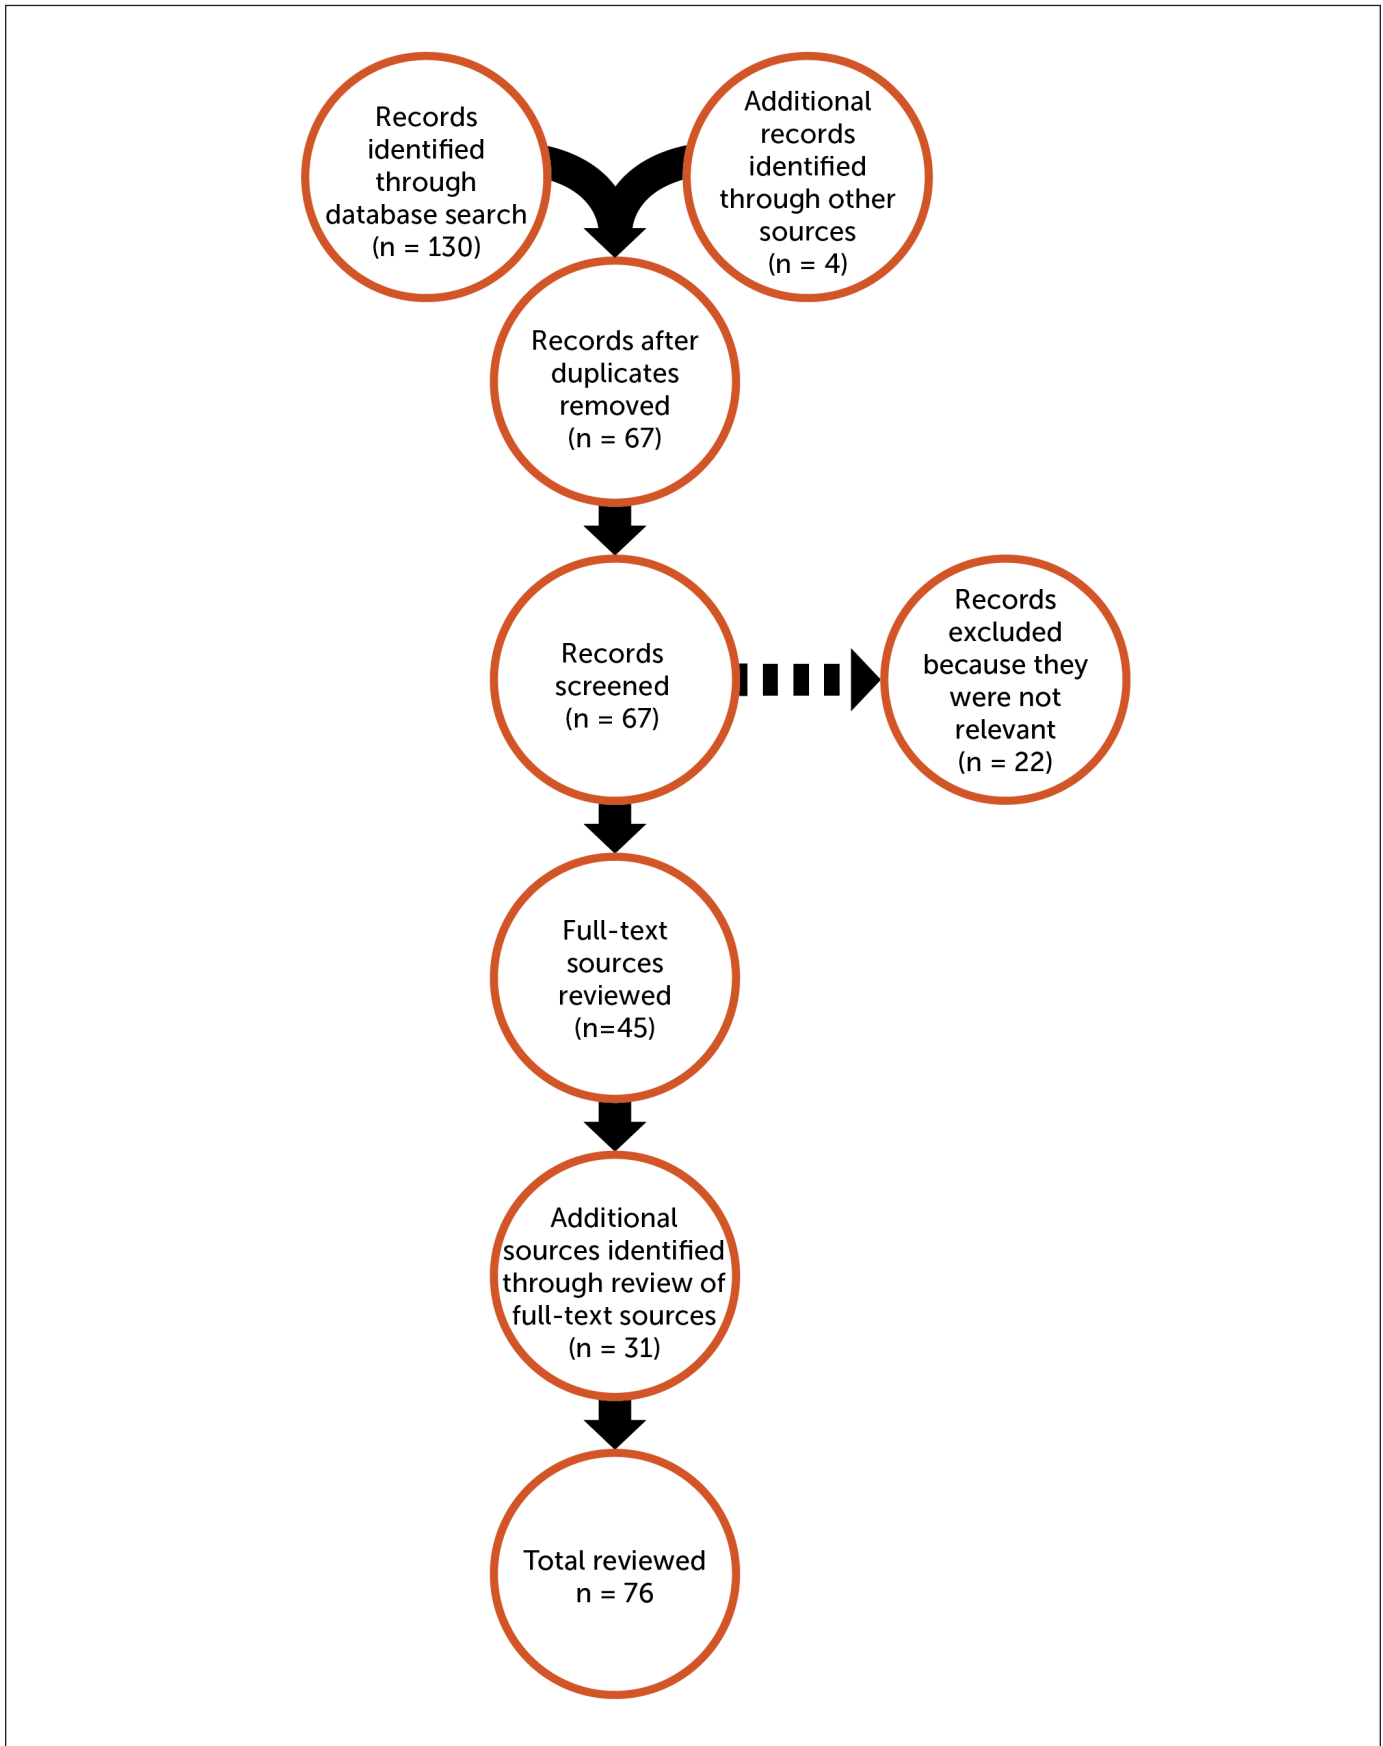 Records
identified
through
database search
(n = 130)
Additional
records
identified
through other
sources
(n = 4)
Records after
duplicates
removed
(n = 67)
Records
screened
(n = 67)
Records
excluded
because they
were not
relevant
(n = 22)
Full-text
sources
reviewed
(n=45)
Additional
sources identified
through review of
full-text sources
(n = 31)
Total reviewed
n = 76